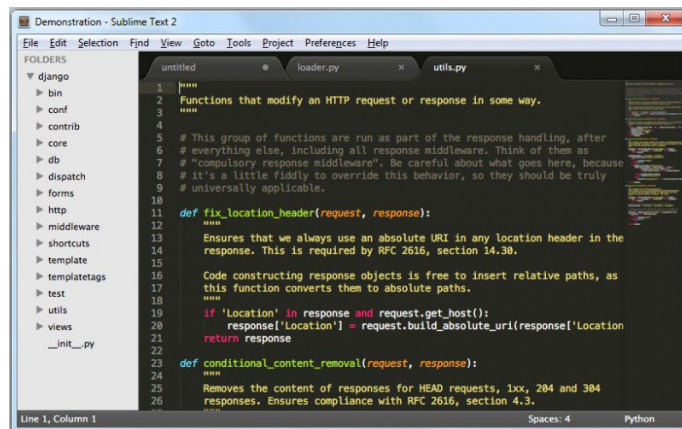 Demonstration - Sublime Text 2
File Edit Selection Find View Goto Tools Project Preferences Help
FOLDERS
django
bin
conf
contrib
core
db
dispatch
forms
http
middleware
shortcuts
template
templatetags
test
utils
views
__init__.py
untitled
loader.py
utils.py
1 """
2 Functions that modify an HTTP request or response in some way.
3 """
4
5 # This group of functions are run as part of the response handling, after
6 # everything else, including all response middleware. Think of them as
7 # "compulsory response middleware". Be careful about what goes here, because
8 # it's a little fiddly to override this behavior, so they should be truly
9 # universally applicable.
10
11 def fix_location_header(request, response):
12 """
13 Ensures that we always use an absolute URI in any location header in the
14 response. This is required by RFC 2616, section 14.30.
15
16 Code constructing response objects is free to insert relative paths, as
17 this function converts them to absolute paths.
18 """
19 if 'Location' in response and request.get_host():
20 response['Location'] = request.build_absolute_uri(response['Location
21 return response
22
23 def conditional_content_removal(request, response):
24 """
25 Removes the content of responses for HEAD requests, 1xx, 204 and 304
26 responses. Ensures compliance with RFC 2616, section 4.3.
Line 1, Column 1
Spaces: 4
Python